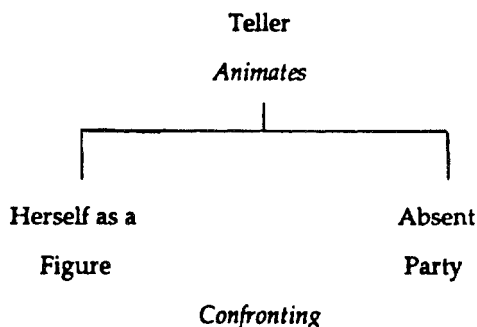 Teller
Animates
Herself as a Absent
Figure Party
Confronting